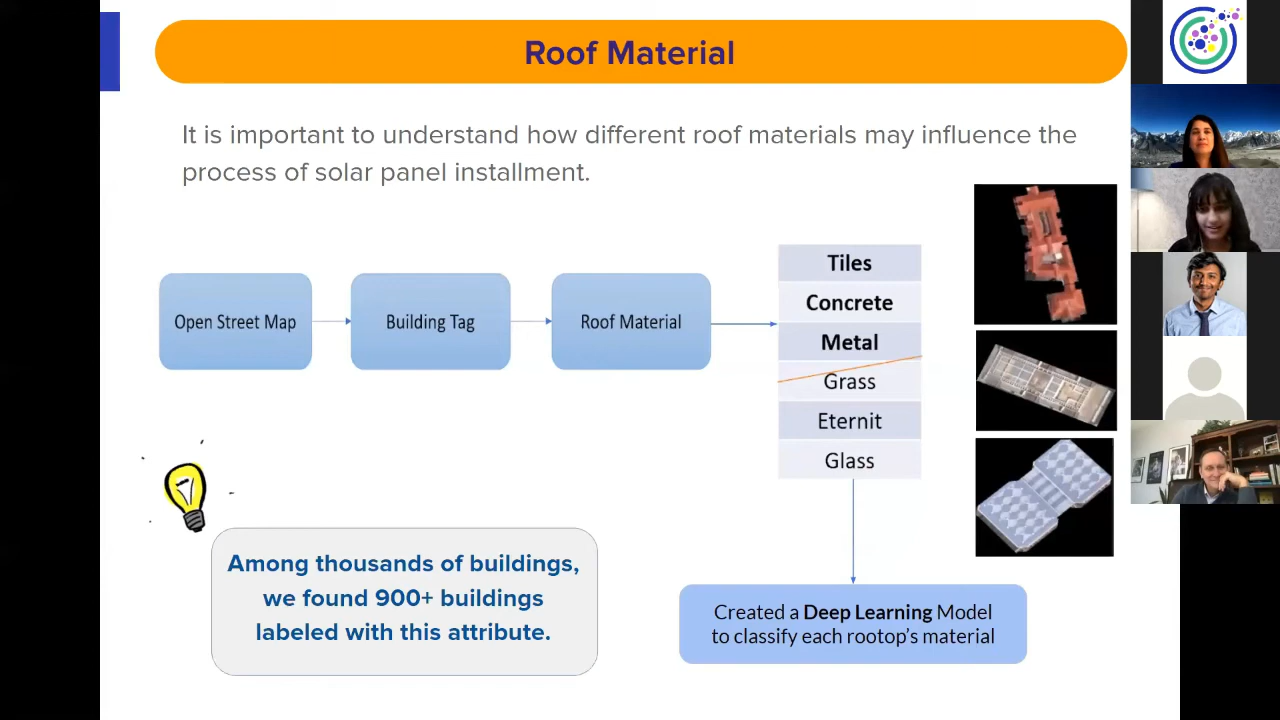 Roof Material
It is important to understand how different roof materials may influence the
process of solar panel installment.
Open Street Map
Building Tag
Roof Material
Tiles
Concrete
Metal
Grass
Eternit
Glass
Among thousands of buildings,
we found 900+ buildings
labeled with this attribute.
Created a Deep Learning Model
to classify each rootop's material